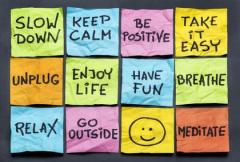 SLOW
DOWN
KEEP
CALM
BE
POSITIVE
TAKE
IT
EASY
UNPLUG
ENJOY
LIFE
HAVE
FUN
BREATHE
RELAX
GO
OUTSIDE
MEDITATE